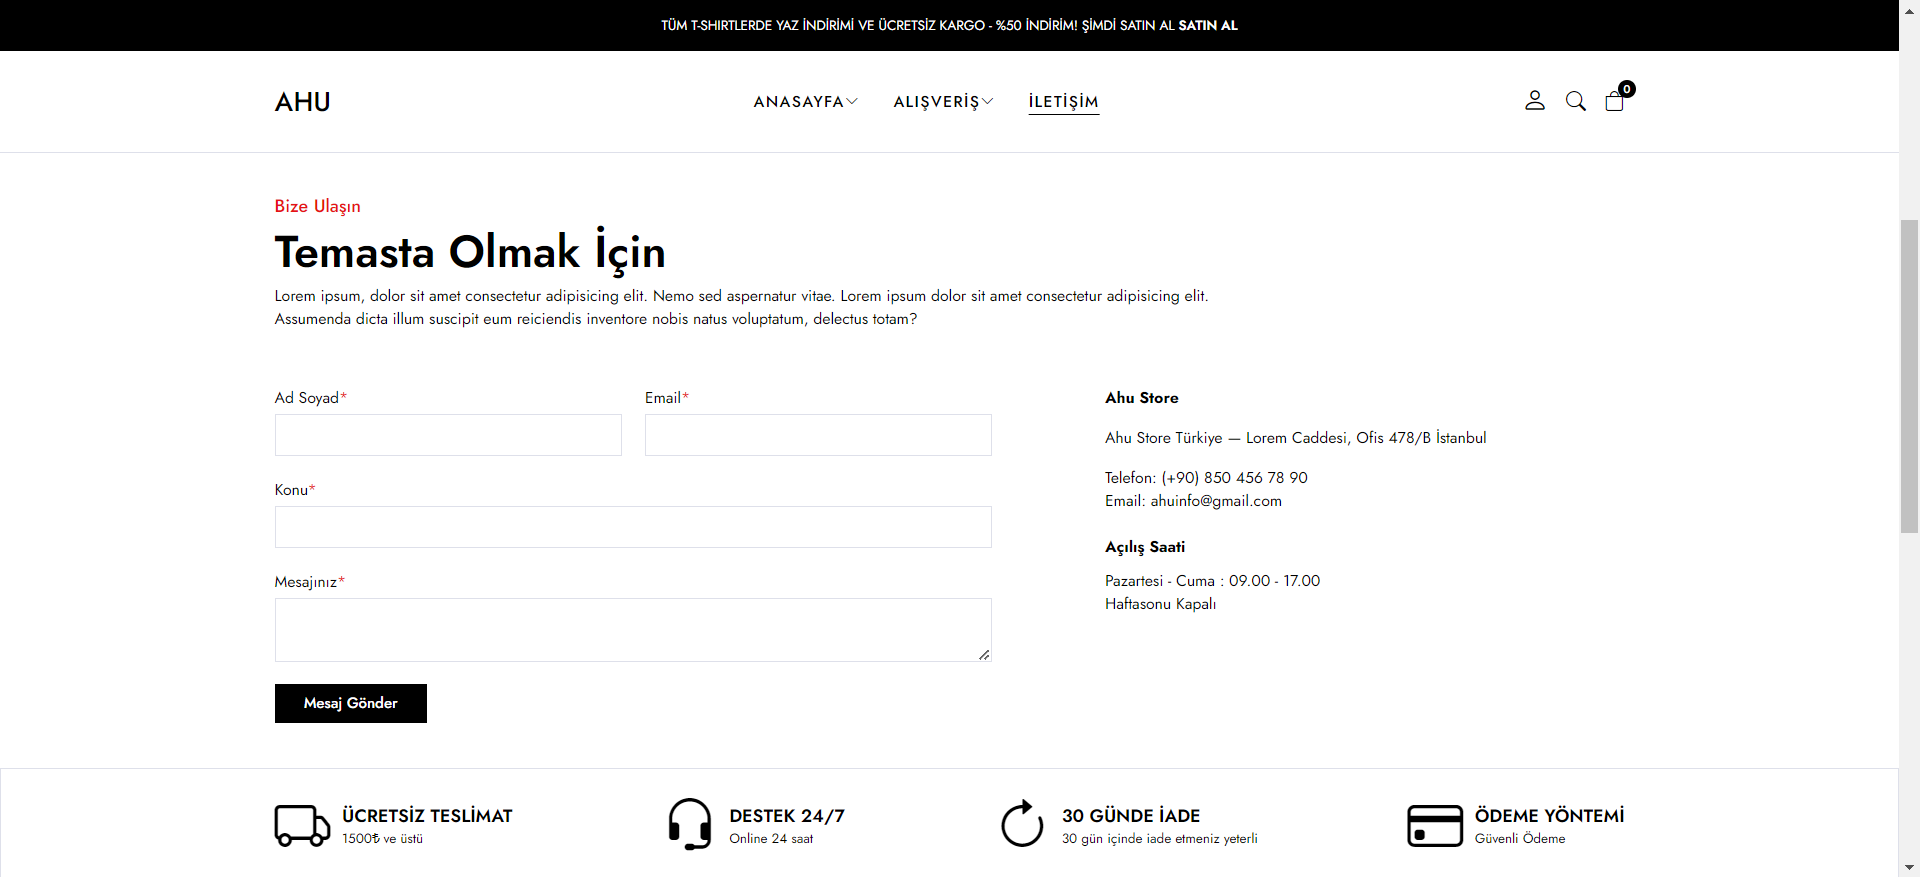 TÜM T-SHIRTLERDE YAZ İNDİRİMİ VE ÜCRETSİZ KARGO - %50 İNDİRİM! ŞİMDİ SATIN AL SATIN AL
AHU
ANASAYFA
ALIŞVERİŞ
İLETİŞİM
0
Bize Ulaşın
Temasta Olmak İçin
Lorem ipsum, dolor sit amet consectetur adipisicing elit. Nemo sed aspernatur vitae. Lorem ipsum dolor sit amet consectetur adipisicing elit.
Assumenda dicta illum suscipit eum reiciendis inventore nobis natus voluptatum, delectus totam?
Ad Soyad*
Email*
Konu*
Mesajınız*
Mesaj Gönder
Ahu Store
Ahu Store Türkiye — Lorem Caddesi, Ofis 478/B İstanbul
Telefon: (+90) 850 456 78 90
Email: ahuinfo@gmail.com
Açılış Saati
Pazartesi - Cuma : 09.00 - 17.00
Haftasonu Kapalı
ÜCRETSİZ TESLİMAT
1500₺ ve üstü
DESTEK 24/7
Online 24 saat
30 GÜNDE İADE
30 gün içinde iade etmeniz yeterli
ÖDEME YÖNTEMİ
Güvenli Ödeme